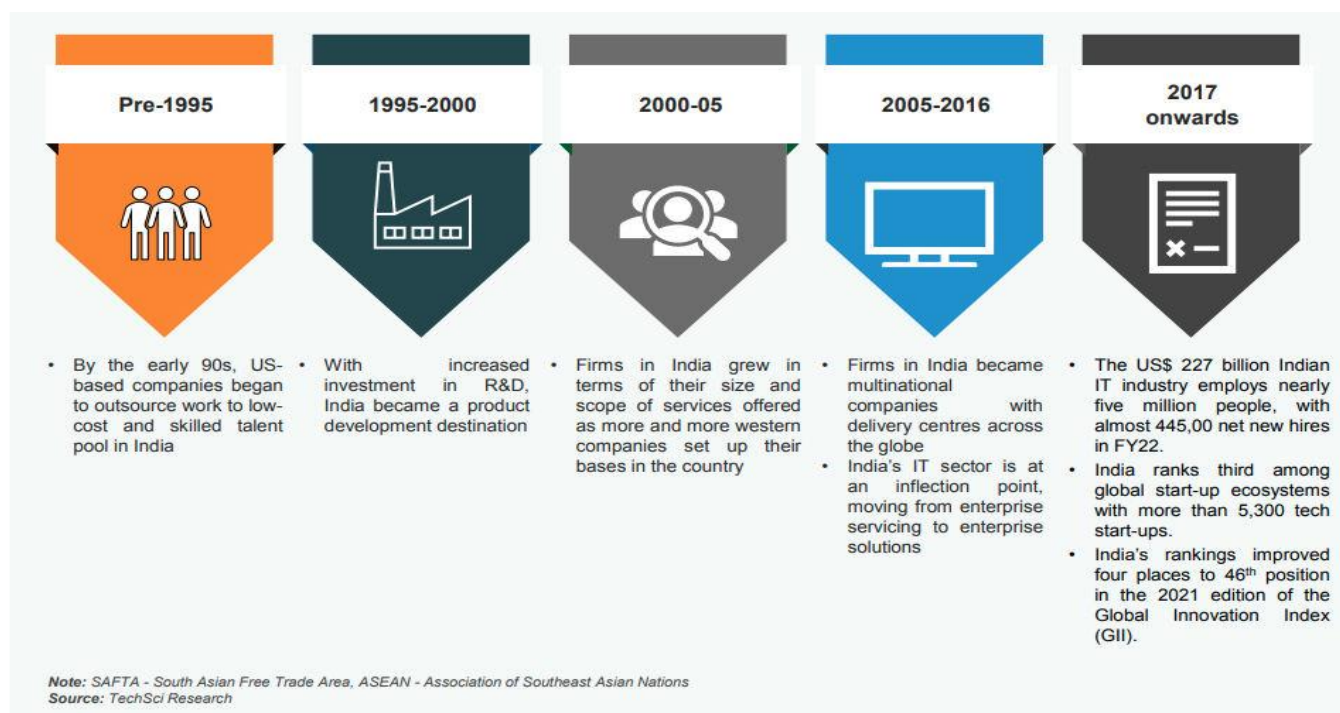 Pre-1995
1995-2000
2000-05
2005-2016
2017
onwards
• By the early 90s, US-
based companies began
to outsource work to low-
cost and skilled talent
pool in India
• With increased
investment in R&D,
India became a product
development destination
• Firms in India grew in
terms of their size and
scope of services offered
as more and more western
companies set up their
bases in the country
• Firms in India became
multinational
companies with
delivery centres across
the globe
• India's IT sector is at
an inflection point,
moving from enterprise
servicing to enterprise
solutions
• The US$ 227 billion Indian
IT industry employs nearly
five million people, with
almost 445,00 net new hires
in FY22.
• India ranks third among
global start-up ecosystems
with more than 5,300 tech
start-ups.
• India's rankings improved
four places to 46th position
in the 2021 edition of the
Global Innovation Index
(GII).
Note: SAFTA - South Asian Free Trade Area, ASEAN - Association of Southeast Asian Nations
Source: TechSci Research